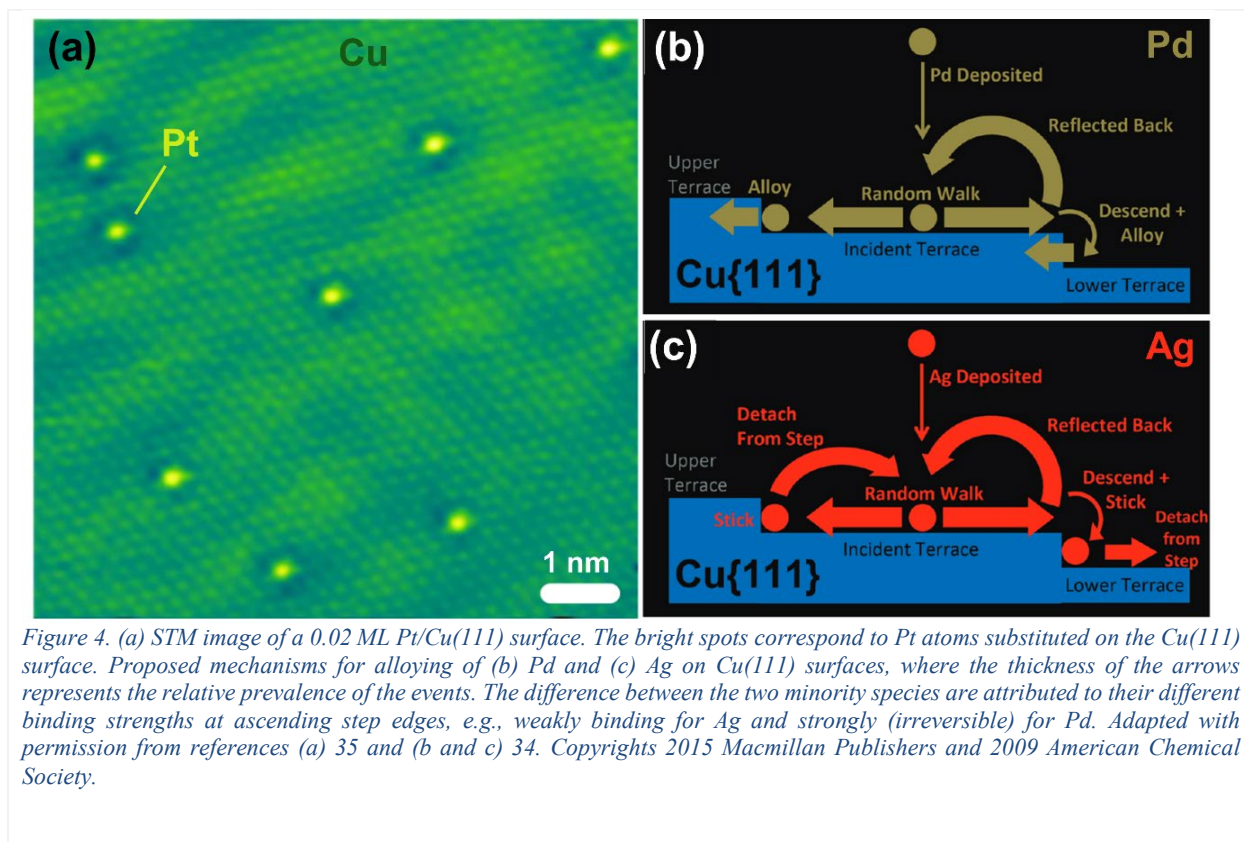 (a)
Cu
Pt
1 nm
(b)
Pd
Pd Deposited
Reflected Back
Upper
Terrace
Alloy
Random Walk
Descend +
Alloy
Incident Terrace
Cu{111}
Lower Terrace
(c)
Ag
Ag Deposited
Detach
From Step
Reflected Back
Upper
Terrace
Random Walk
Descend +
Stick
Stick
Detach
from
Step
Incident Terrace
Cu{111}
Lower Terrace
Figure 4. (a) STM image of a 0.02 ML Pt/Cu(111) surface. The bright spots correspond to Pt atoms substituted on the Cu(111)
surface. Proposed mechanisms for alloying of (b) Pd and (c) Ag on Cu(111) surfaces, where the thickness of the arrows
represents the relative prevalence of the events. The difference between the two minority species are attributed to their different
binding strengths at ascending step edges, e.g., weakly binding for Ag and strongly (irreversible) for Pd. Adapted with
permission from references (a) 35 and (b and c) 34. Copyrights 2015 Macmillan Publishers and 2009 American Chemical
Society.